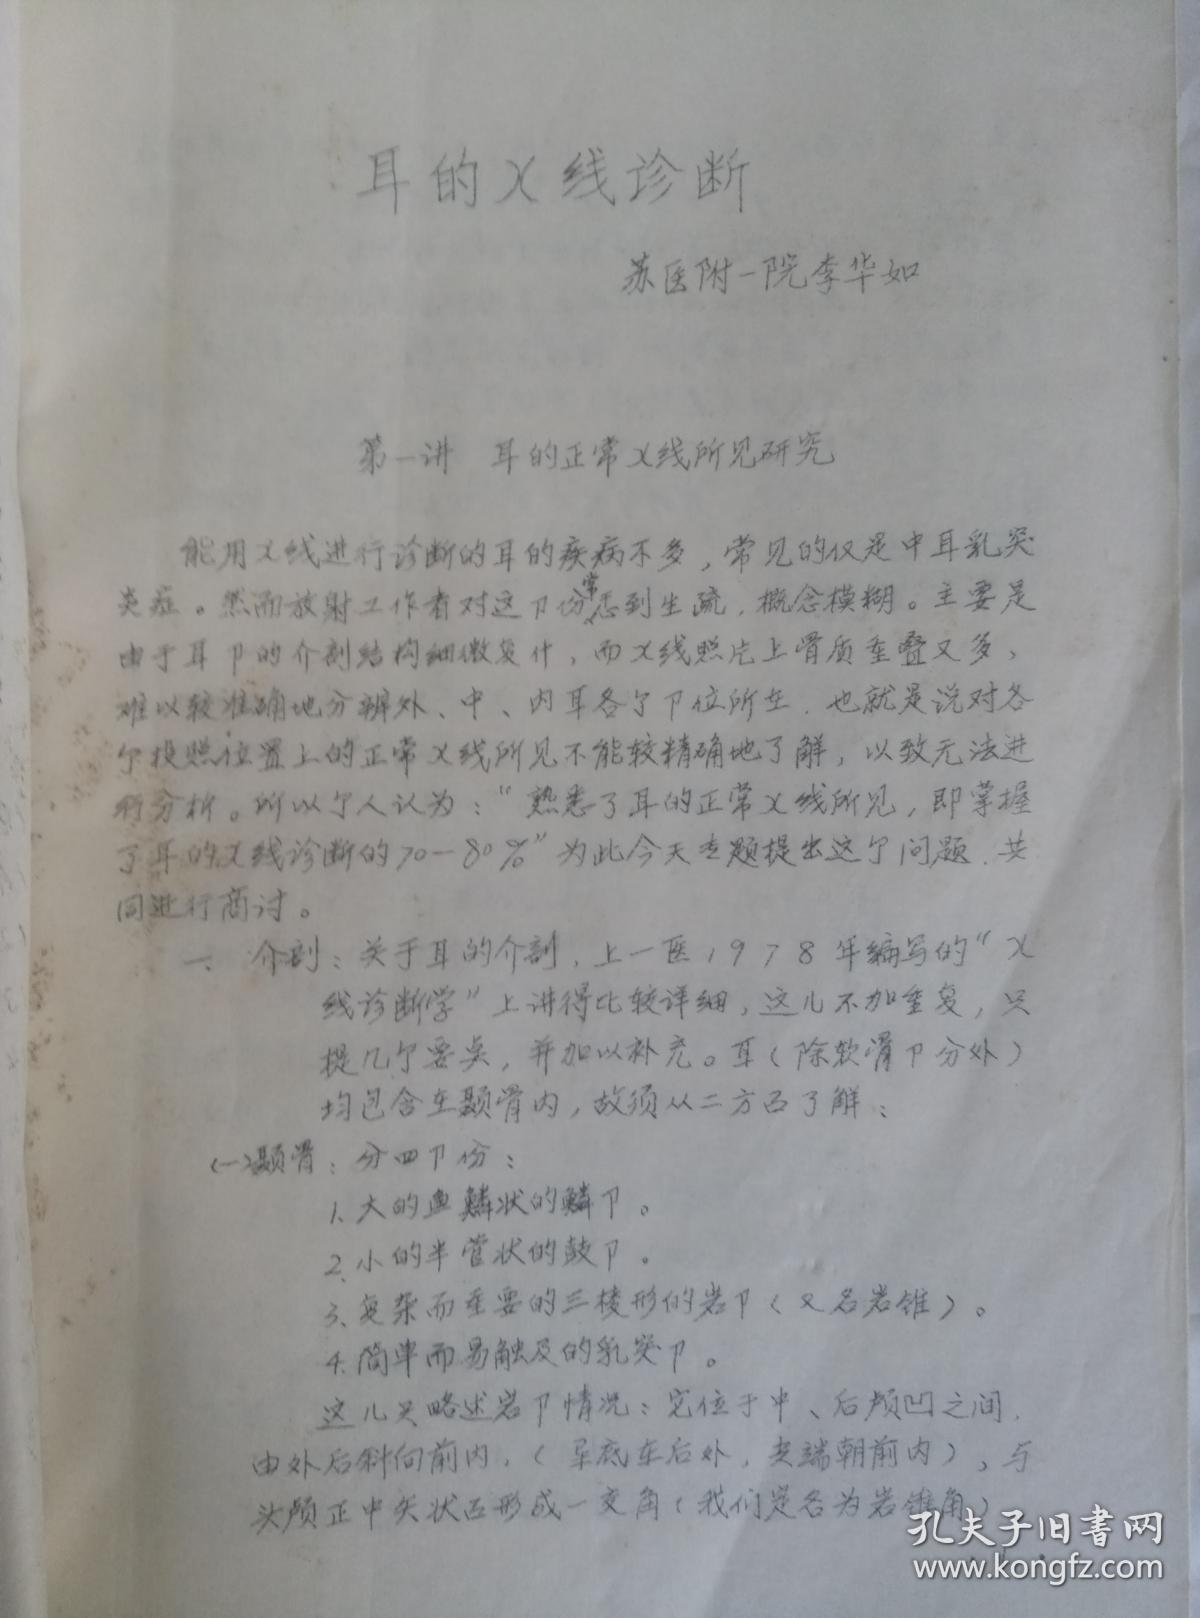 耳的X线诊断
苏医附一院李华如
第一讲 耳的正常X线所见研究
能用X线进行诊断的耳的疾病不多，常见的仅是中耳乳突
炎症。然而放射工作者对这卩份常感到生疏，概念模糊。主要是
由于耳卩的介剖结构细微复什，而X线照片上骨质重叠又多，
难以较准确地分辨外、中、内耳各个卩位所在．也就是说对各
个投照位置上的正常X线所见不能较精确地了解，以致无法进
行分析。所以个人认为：“熟悉了耳的正常X线所见，即掌握
了耳的X线诊断的70—80%”为此今天专题提出这个问题．共
同进行商讨。
一、介剖：关于耳的介剖，上一医1978年编写的“X
线诊断学”上讲得比较详细，这儿不加重复，只
提几个要点，并加以补充。耳（除软骨卩分外）
均包含在颞骨内，故须从二方面了解：
(一)颞骨：分四卩份：
1、大的鱼鳞状的鳞卩。
2、小的半管状的鼓卩。
3、复杂而重要的三棱形的岩卩（又名岩锥）。
4、简单而易触及的乳突卩。
这儿只略述岩卩情况：它位于中、后颅凹之间．
由外后斜向前内．（底在后外，尖端朝前内）、与
头颅正中矢状面形成一交角（我们定名为岩锥角）
孔夫子旧书网
www.kongfz.com